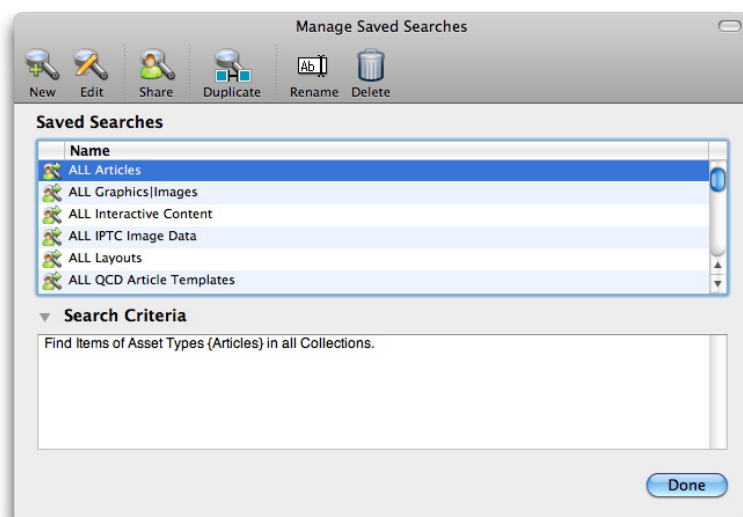 Manage Saved Searches
New Edit Share Duplicate Rename Delete
Saved Searches
Name
ALL Articles
ALL Graphics|Images
ALL Interactive Content
ALL IPTC Image Data
ALL Layouts
ALL QCD Article Templates
Search Criteria
Find Items of Asset Types {Articles} in all Collections.
Done